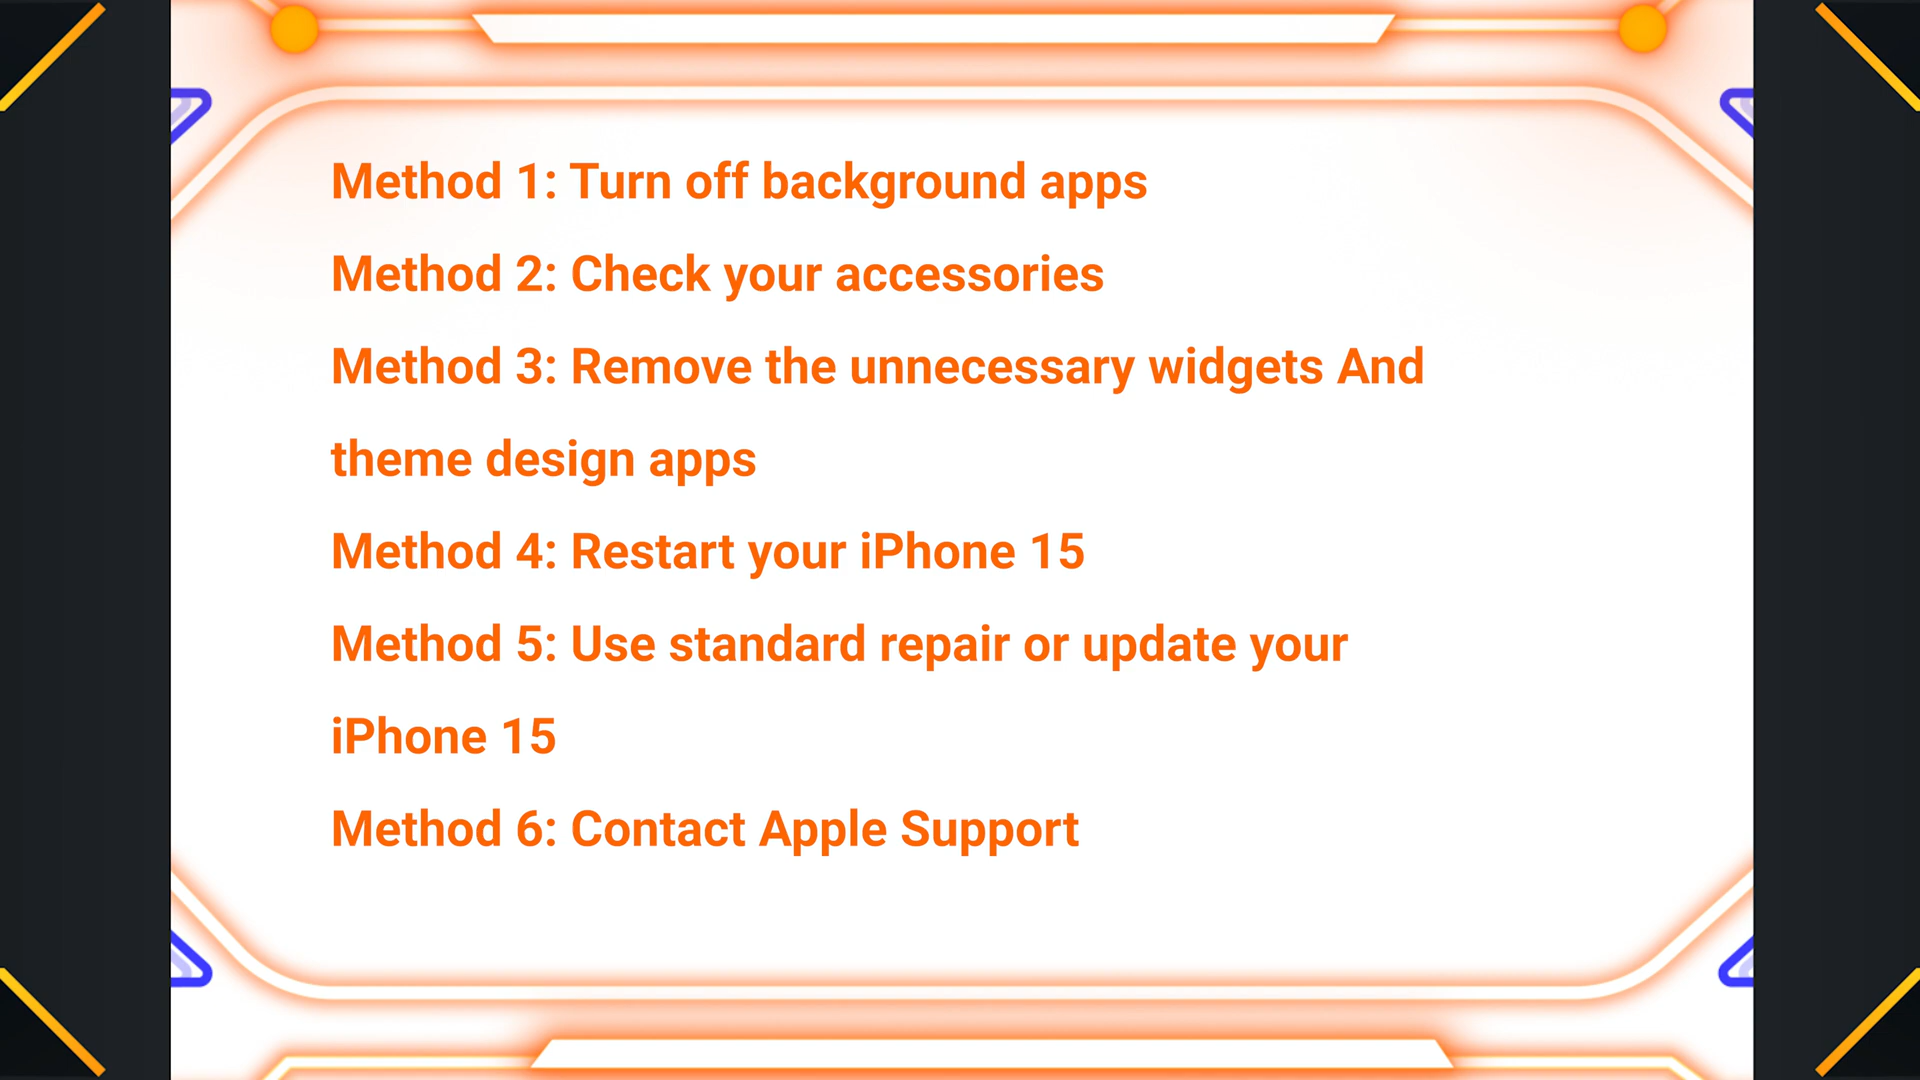 Method 1: Turn off background apps
Method 2: Check your accessories
Method 3: Remove the unnecessary widgets And
theme design apps
Method 4: Restart your iPhone 15
Method 5: Use standard repair or update your
iPhone 15
Method 6: Contact Apple Support